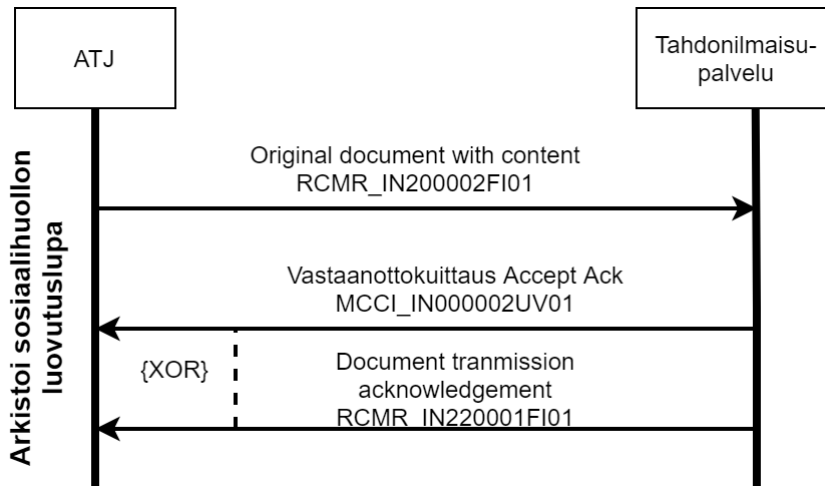 ATJ
Tahdonilmaisu-
palvelu
Arkistoi sosiaalihuollon
luovutuslupa
Original document with content
RCMR_IN200002FI01
Vastaanottokuittaus Accept Ack
MCCI_IN000002UV01
{XOR}
Document tranmission
acknowledgement
RCMR_IN220001FI01